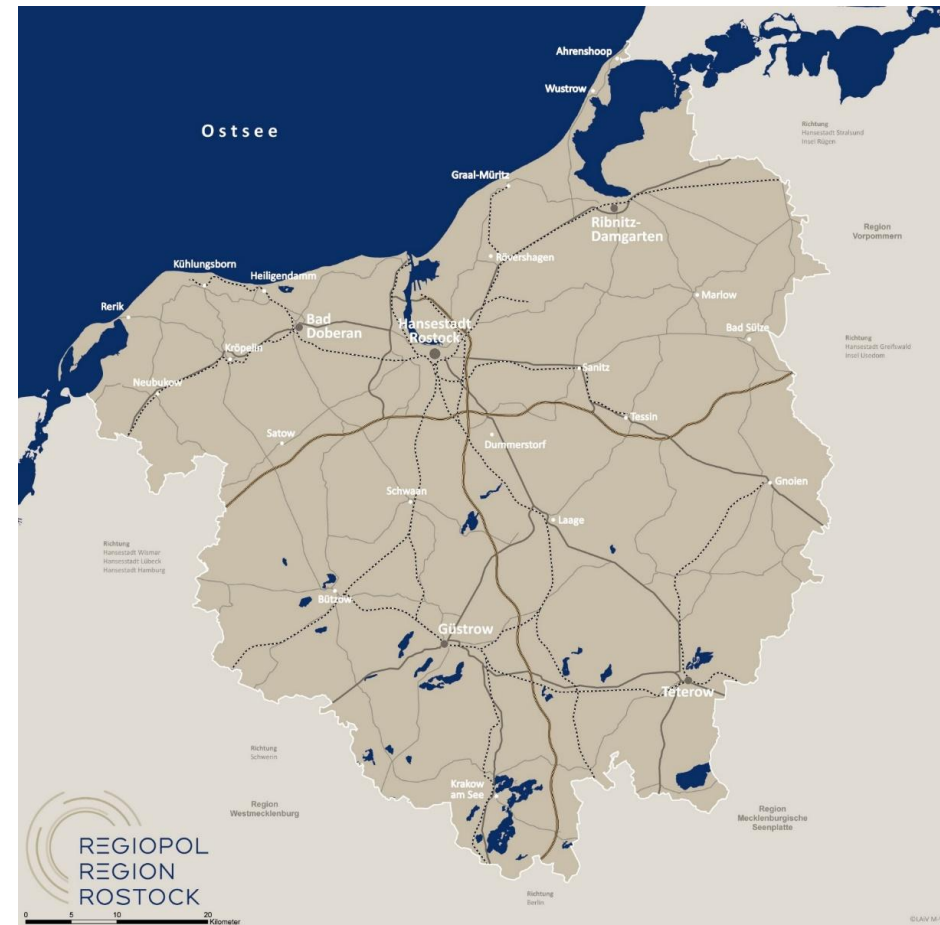 Ahrenshoop
Wustrow
Ostsee
Richtung
Hansestadt Stralsund
Insel Rügen
Graal-Müritz
Ribnitz-
Damgarten
Region
Vorpommern
Rövershagen
Kühlungsborn
Heiligendamm
Marlow
Rerik
Bad
Doberan
Hansestadt
Rostock
Bad Sülze
Richtung
Hansestadt Greifswald
Insel Usedom
Kröpelin
Sanitz
Neubukow
Tessin
Satow
Dummerstorf
Gnoien
Schwaan
Laage
Richtung
Hansestadt Wismar
Hansestadt Lübeck
Hansestadt Hamburg
Bützow
Güstrow
Teterow
Richtung
Schwerin
Krakow
am See
Region
Westmecklenburg
Region
Mecklenburgische
Seenplatte
REGIOPOL
REGION
ROSTOCK
Richtung
Berlin
0 5 10 20
Kilometer
©LAiV M-V